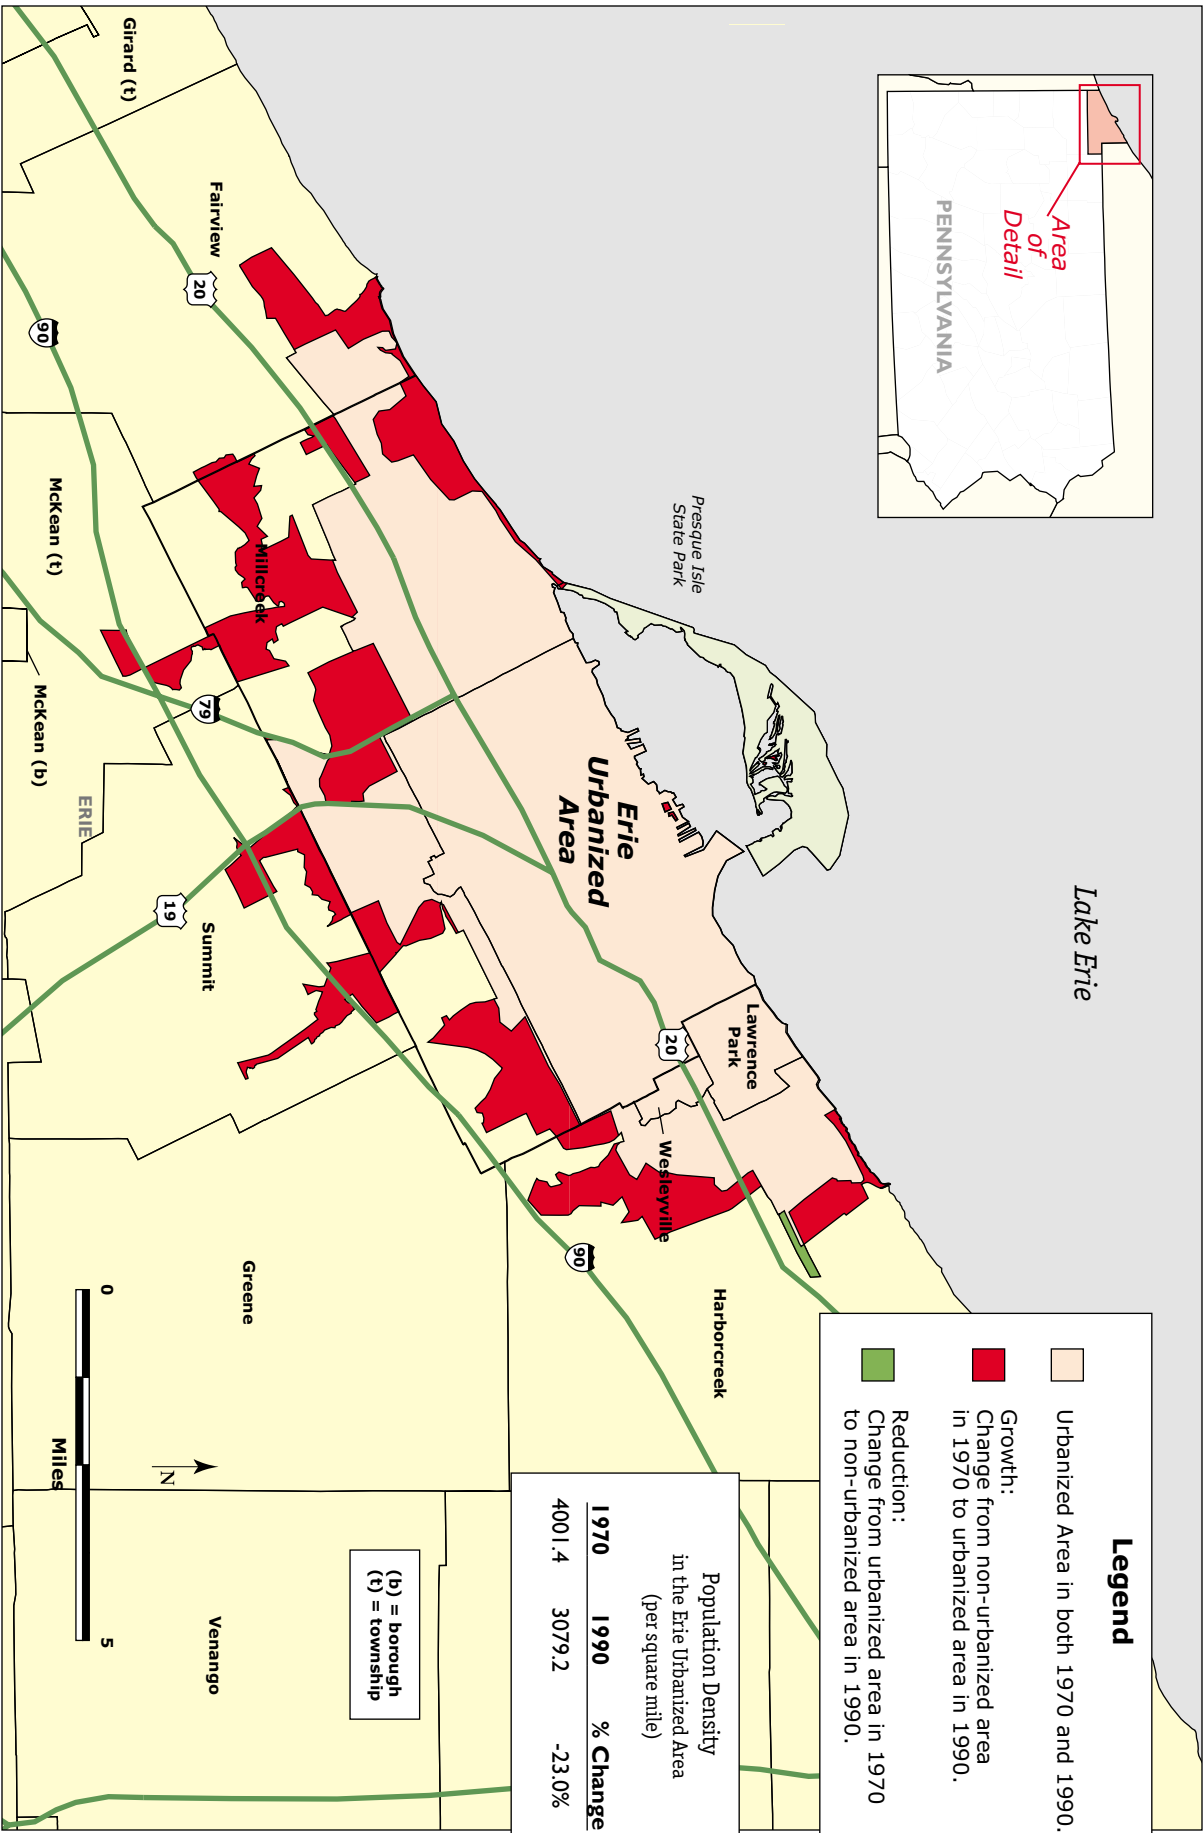 Area
of
Detail
PENNSYLVANIA
Lake Erie
Presque Isle
State Park
Erie
Urbanized
Area
Girard (t)
Fairview
20
90
McKean (t)
Millcreek
79
McKean (b)
ERIE
19
Summit
Lawrence
Park
20
Wesleyville
90
Harborcreek
Greene
Venango
Legend
Urbanized Area in both 1970 and 1990.
Growth:
Change from non-urbanized area
in 1970 to urbanized area in 1990.
Reduction:
Change from urbanized area in 1970
to non-urbanized area in 1990.
Population Density
in the Erie Urbanized Area
(per square mile)
1970 1990 % Change
4001.4 3079.2 -23.0%
(b) = borough
(t) = township
N
0 5
Miles